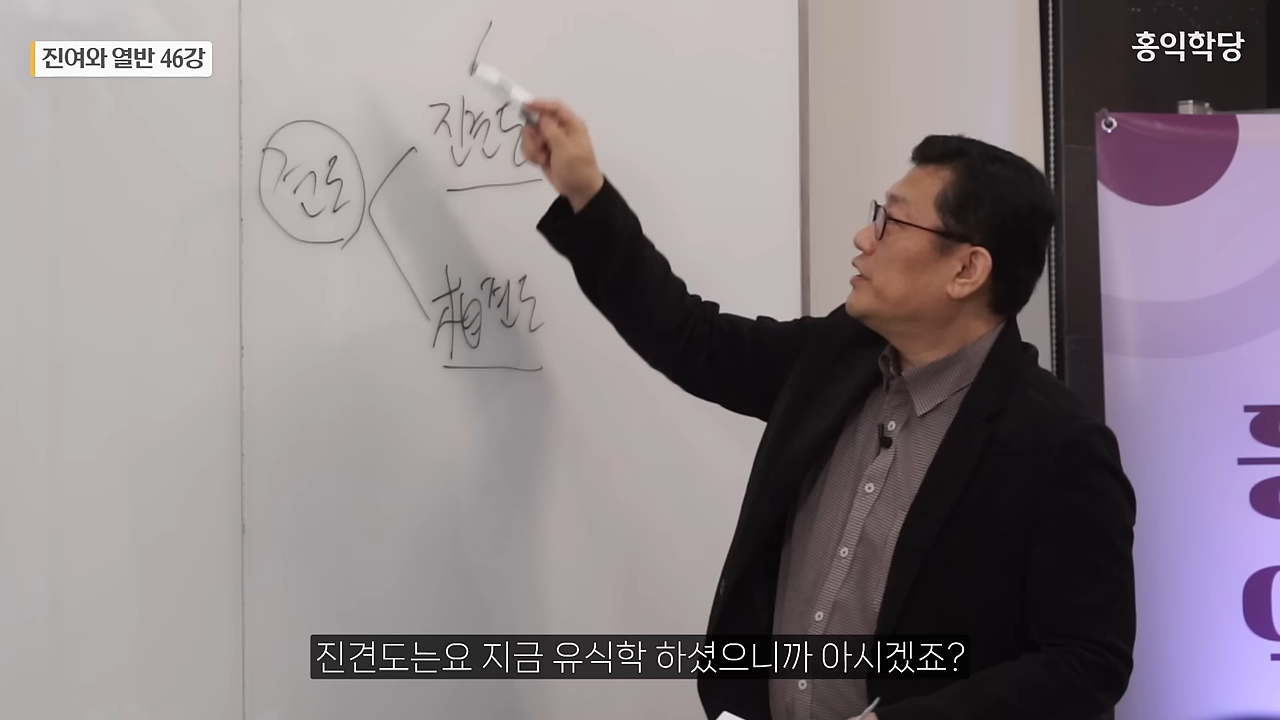 진여와 열반 46강
홍익학당
진견도
견도
相견도
진견도는요 지금 유식학 하셨으니까 아시겠죠?